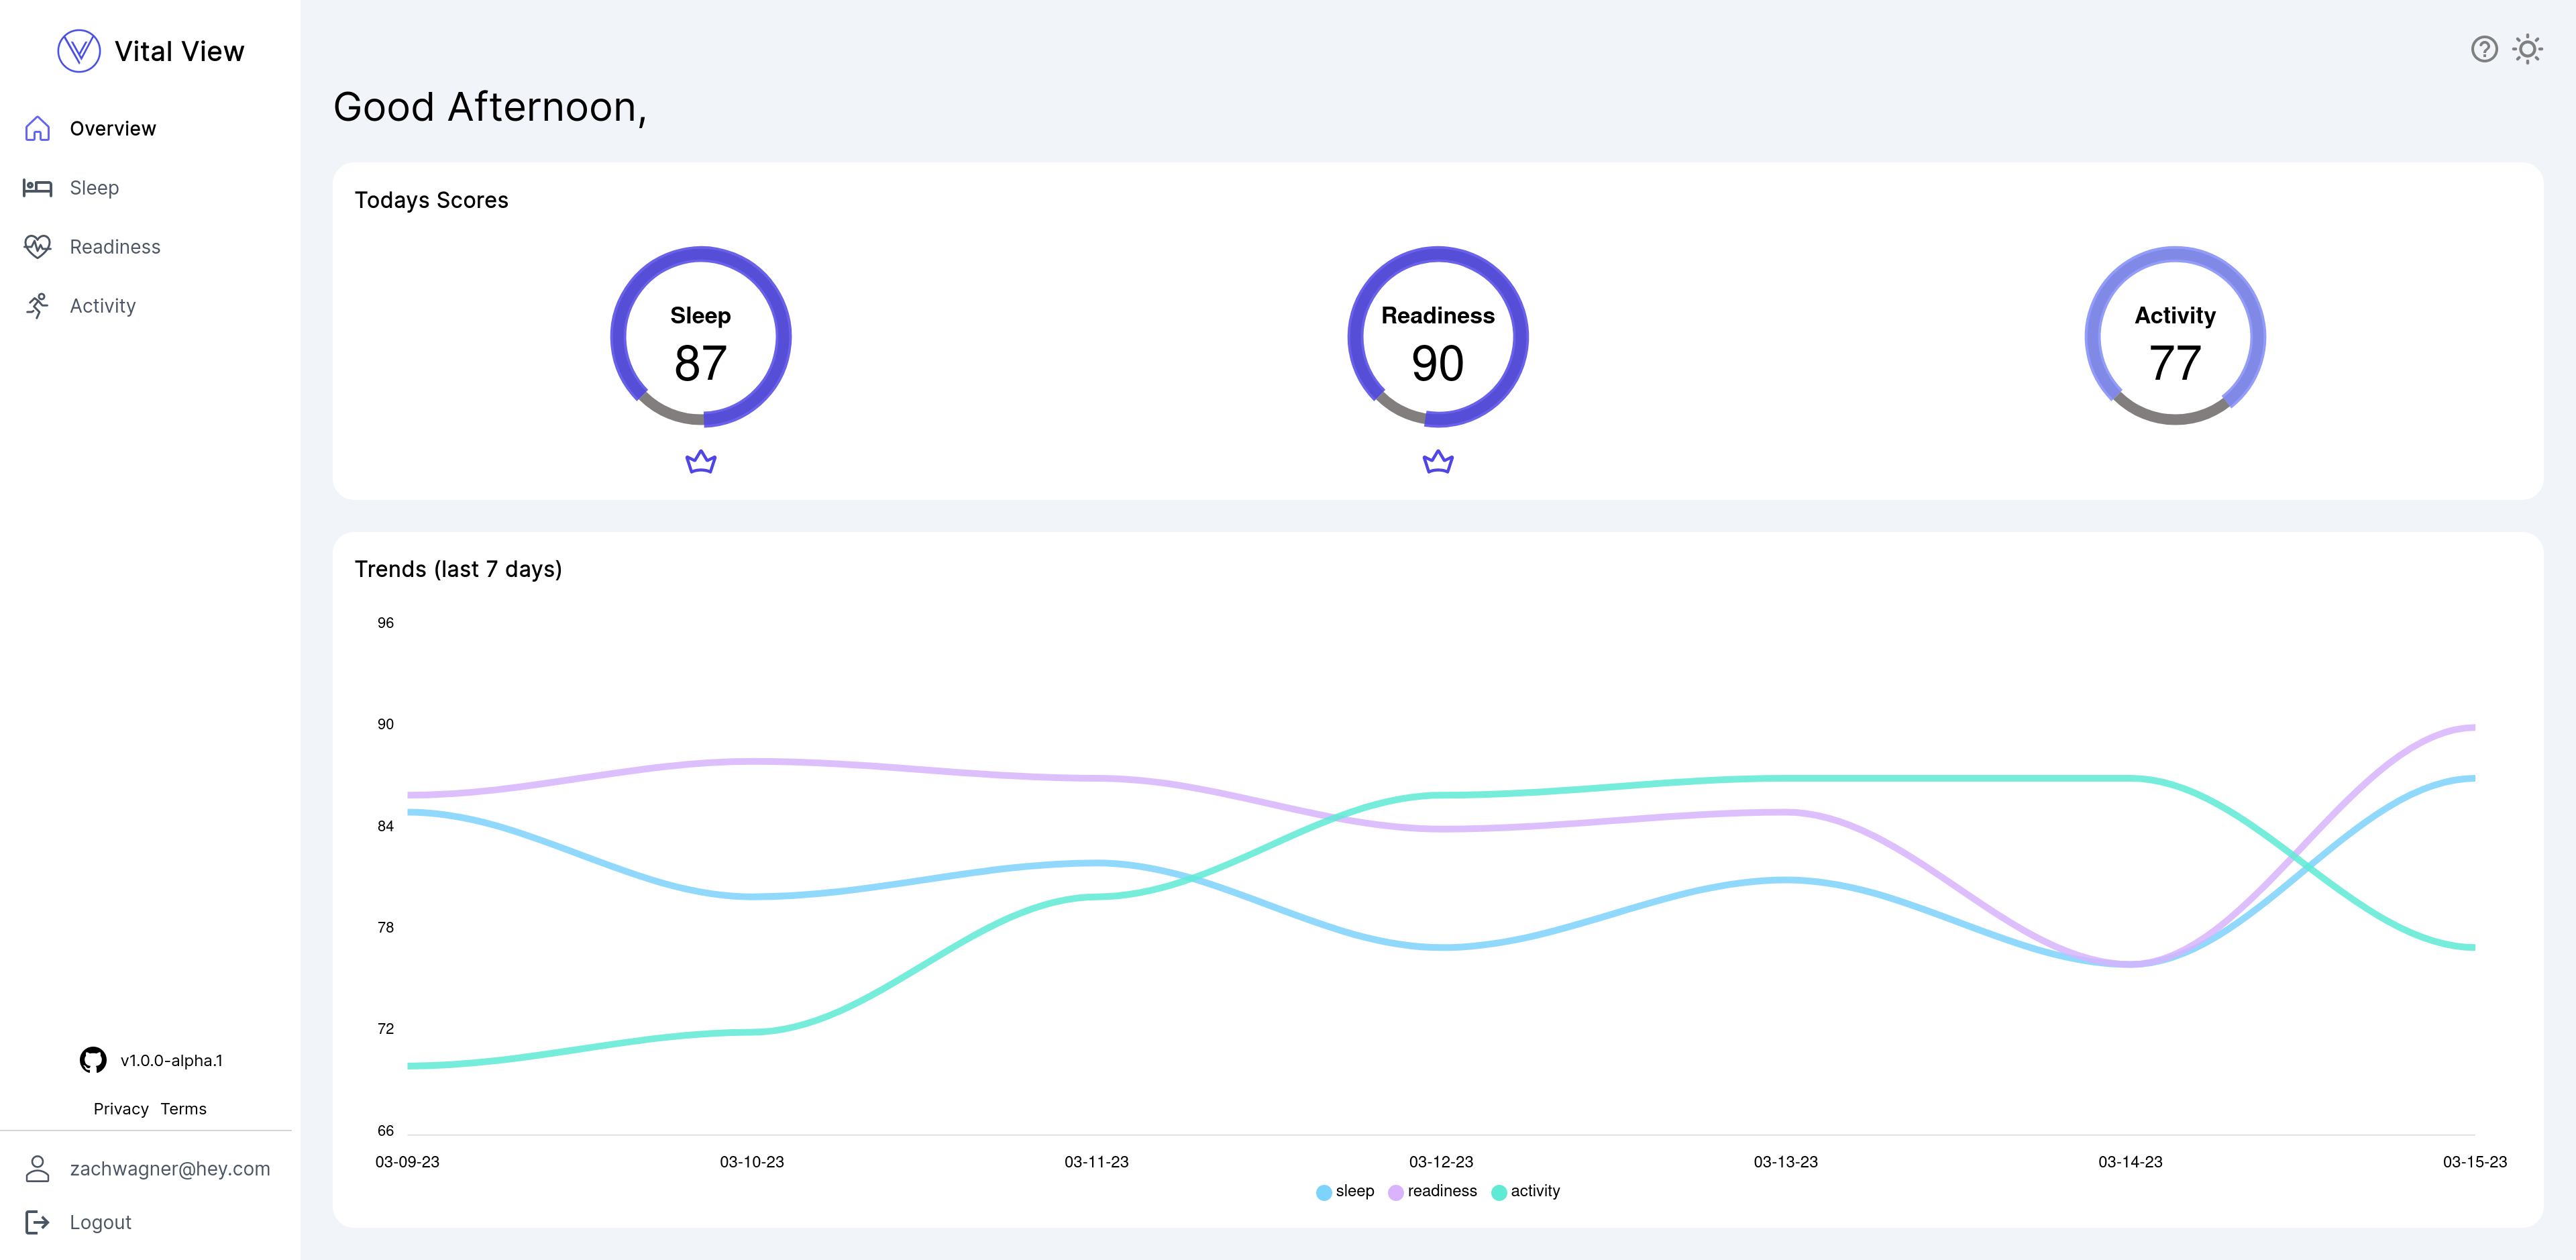 Vital View
Overview
Sleep
Readiness
Activity
v1.0.0-alpha.1
Privacy Terms
zachwagner@hey.com
Logout
Good Afternoon,
Todays Scores
Sleep
87
Readiness
90
Activity
77
Trends (last 7 days)
96
90
84
78
72
66
03-09-23 03-10-23 03-11-23 03-12-23 03-13-23 03-14-23 03-15-23
sleep readiness activity